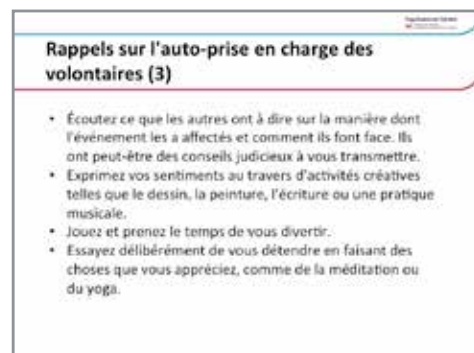 Rappels sur l'auto-prise en charge des
volontaires (3)
• Écoutez ce que les autres ont à dire sur la manière dont
l'événement les a affectés et comment ils font face. Ils
ont peut-être des conseils judicieux à vous transmettre.
• Exprimez vos sentiments au travers d'activités créatives
telles que le dessin, la peinture, l'écriture ou une pratique
musicale.
• Jouez et prenez le temps de vous divertir.
• Essayez délibérément de vous détendre en faisant des
choses que vous appréciez, comme de la méditation ou
du yoga.